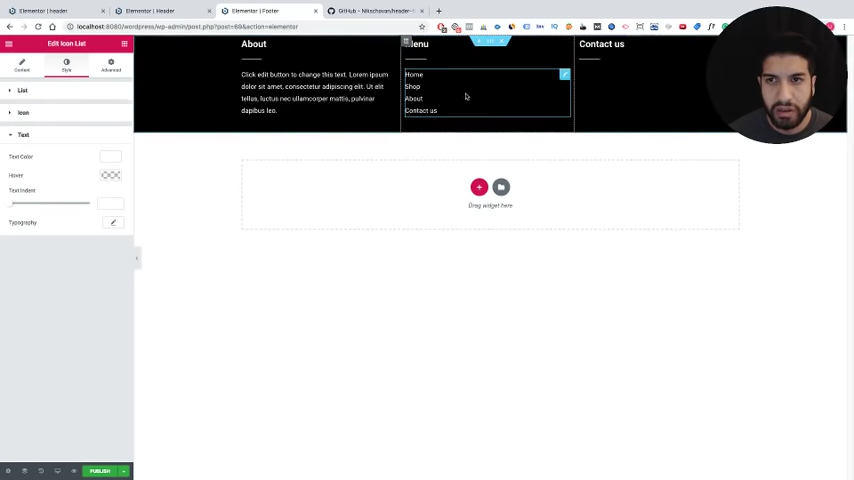 Elementor | header
Elementor | Header
Elementor | Footer
GitHub - Nikschavan/header-f
localhost:8080/wordpress/wp-admin/post.php?post=69&action=elementor
Edit Icon List
Content
Style
Advanced
List
Icon
Text
Text Color
Hover
Text Indent
Typography
PUBLISH
About
Click edit button to change this text. Lorem ipsum
dolor sit amet, consectetur adipiscing elit. Ut elit
tellus, luctus nec ullamcorper mattis, pulvinar
dapibus leo.
Menu
Home
Shop
About
Contact us
Contact us
Drag widget here